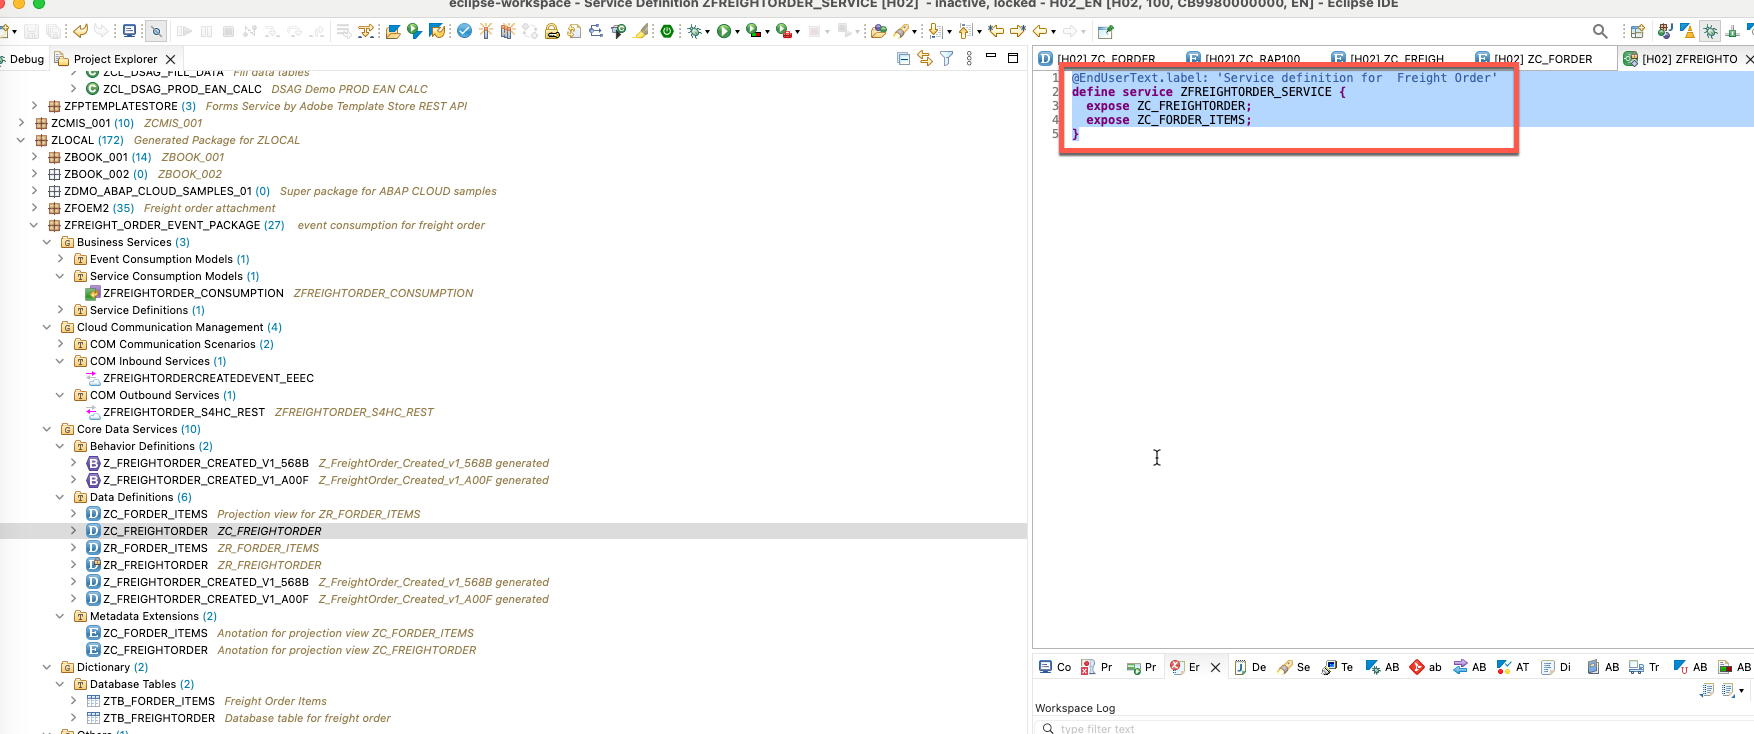 eclipse-workspace - Service Definition ZFREIGHTORDER_SERVICE [H02] - inactive, locked - H02_EN [H02, 100, CB9980000000, EN] - Eclipse IDE
Debug
Project Explorer
ZCL_DSAG_FILL_DATA Fill data tables
ZCL_DSAG_PROD_EAN_CALC DSAG Demo PROD EAN CALC
ZFPTEMPLATESTORE (3) Forms Service by Adobe Template Store REST API
ZCMIS_001 (10) ZCMIS_001
ZLOCAL (172) Generated Package for ZLOCAL
ZBOOK_001 (14) ZBOOK_001
ZBOOK_002 (0) ZBOOK_002
ZDMO_ABAP_CLOUD_SAMPLES_01 (0) Super package for ABAP CLOUD samples
ZFOEM2 (35) Freight order attachment
ZFREIGHT_ORDER_EVENT_PACKAGE (27) event consumption for freight order
Business Services (3)
Event Consumption Models (1)
Service Consumption Models (1)
ZFREIGHTORDER_CONSUMPTION ZFREIGHTORDER_CONSUMPTION
Service Definitions (1)
Cloud Communication Management (4)
COM Communication Scenarios (2)
COM Inbound Services (1)
ZFREIGHTORDERCREATEDEVENT_EEEC
COM Outbound Services (1)
ZFREIGHTORDER_S4HC_REST ZFREIGHTORDER_S4HC_REST
Core Data Services (10)
Behavior Definitions (2)
Z_FREIGHTORDER_CREATED_V1_568B Z_FreightOrder_Created_v1_568B generated
Z_FREIGHTORDER_CREATED_V1_A00F Z_FreightOrder_Created_v1_A00F generated
Data Definitions (6)
ZC_FORDER_ITEMS Projection view for ZR_FORDER_ITEMS
ZC_FREIGHTORDER ZC_FREIGHTORDER
ZR_FORDER_ITEMS ZR_FORDER_ITEMS
ZR_FREIGHTORDER ZR_FREIGHTORDER
Z_FREIGHTORDER_CREATED_V1_568B Z_FreightOrder_Created_v1_568B generated
Z_FREIGHTORDER_CREATED_V1_A00F Z_FreightOrder_Created_v1_A00F generated
Metadata Extensions (2)
ZC_FORDER_ITEMS Anotation for projection view ZC_FORDER_ITEMS
ZC_FREIGHTORDER Anotation for projection view ZC_FREIGHTORDER
Dictionary (2)
Database Tables (2)
ZTB_FORDER_ITEMS Freight Order Items
ZTB_FREIGHTORDER Database table for freight order
Others (1)
[H02] ZC_FORDER [H02] ZC_RAP100 [H02] ZC_FREIGH [H02] ZC_FORDER [H02] ZFREIGHTO
1 @EndUserText.label: 'Service definition for  Freight Order'
2 define service ZFREIGHTORDER_SERVICE {
3 expose ZC_FREIGHTORDER;
4 expose ZC_FORDER_ITEMS;
5 }
Co Pr Pr Er De Se Te AB ab AB AT Di AB Tr AB AB
Workspace Log
type filter text